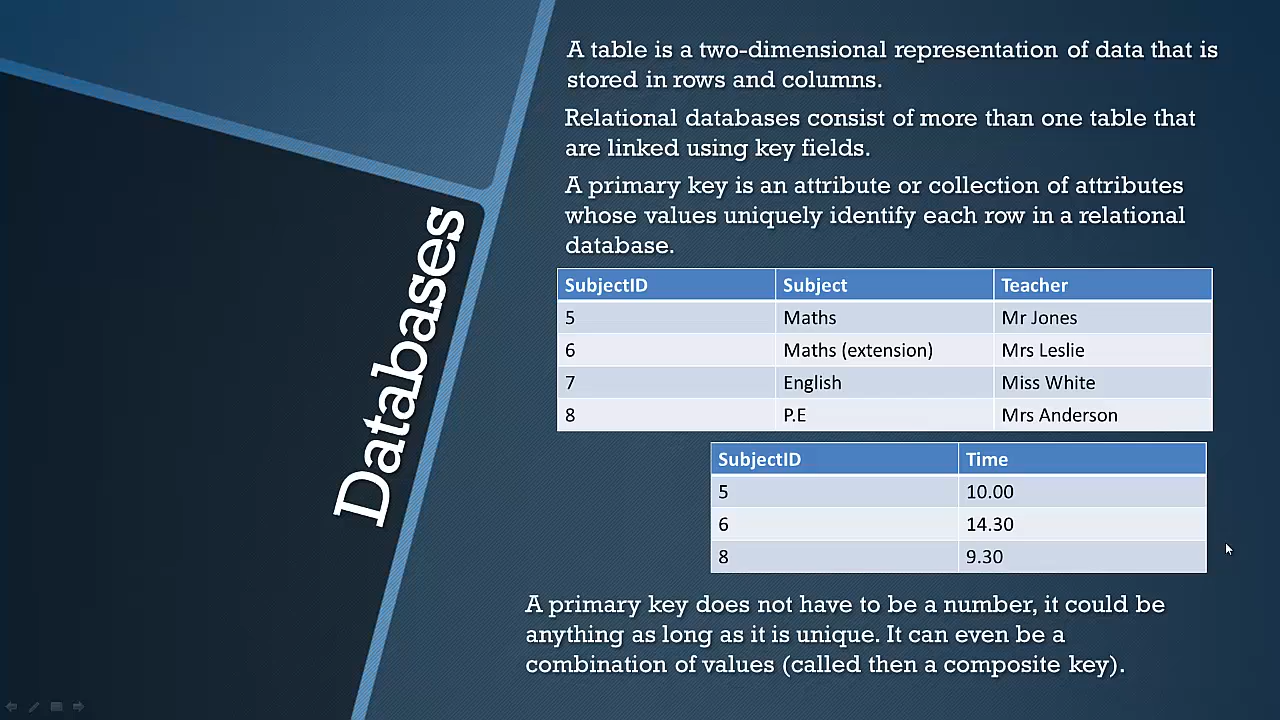 Databases
A table is a two-dimensional representation of data that is
stored in rows and columns.
Relational databases consist of more than one table that
are linked using key fields.
A primary key is an attribute or collection of attributes
whose values uniquely identify each row in a relational
database.
SubjectID Subject Teacher
5 Maths Mr Jones
6 Maths (extension) Mrs Leslie
7 English Miss White
8 P.E Mrs Anderson
SubjectID Time
5 10.00
6 14.30
8 9.30
A primary key does not have to be a number, it could be
anything as long as it is unique. It can even be a
combination of values (called then a composite key).